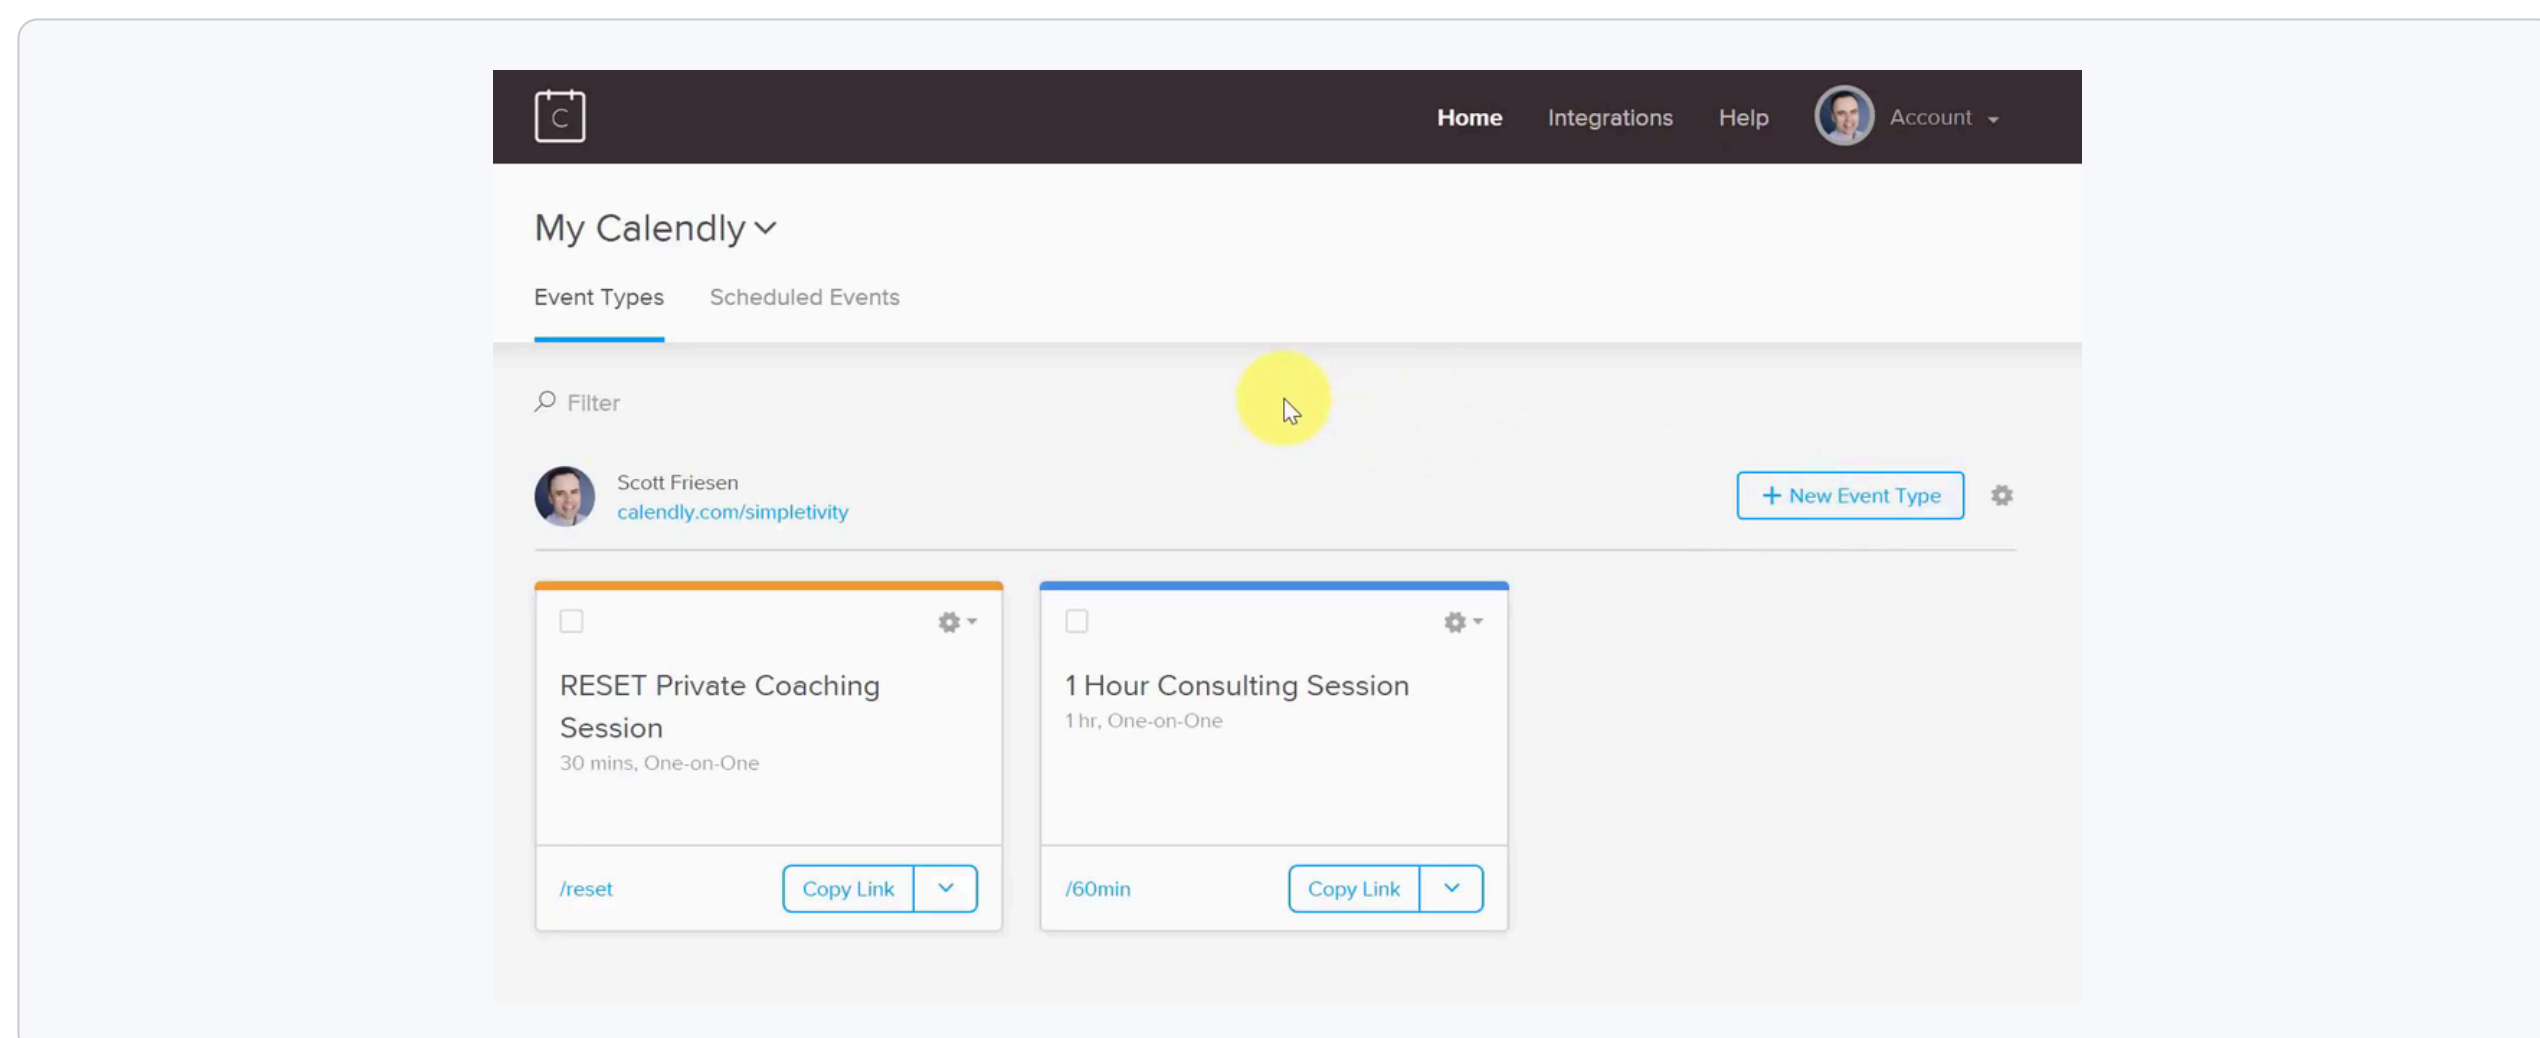 C
Home Integrations Help Account
My Calendly
Event Types Scheduled Events
Filter
Scott Friesen
calendly.com/simpletivity
+ New Event Type
RESET Private Coaching
Session
30 mins, One-on-One
/reset Copy Link
1 Hour Consulting Session
1 hr, One-on-One
/60min Copy Link